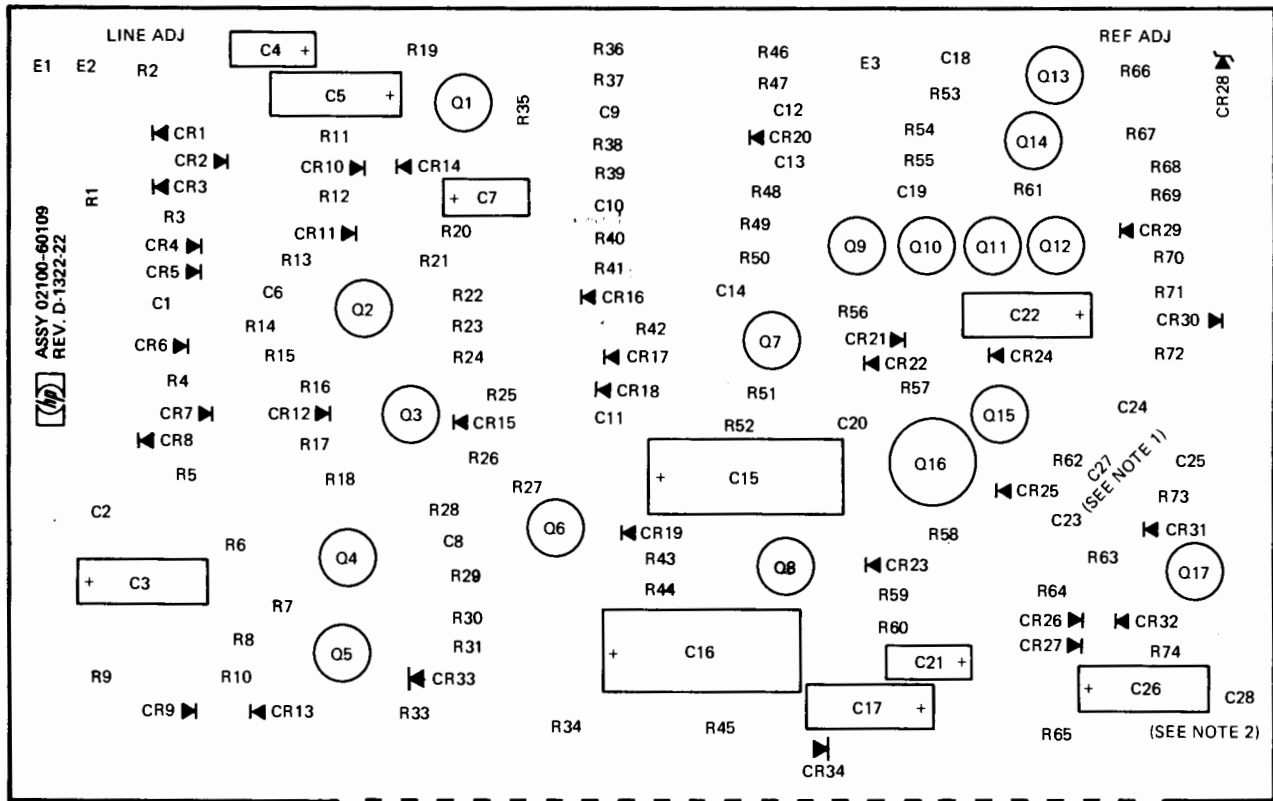 LINE ADJ
REF ADJ
C4 +
R19
R36
R46
E3
C18
Q13
R66
CR28
E1
E2
R2
R37
R47
R53
C5 +
Q1
R35
C9
C12
CR1
R11
R38
CR20
R54
Q14
R67
CR2
CR10
CR14
R39
C13
R55
R68
CR3
R1
R12
+ C7
C10
R48
C19
R61
R69
R3
CR11
R20
R40
R49
Q9
Q10
Q11
Q12
CR29
CR4
R13
R21
R41
R50
R70
CR5
C6
R22
CR16
C14
R71
C1
Q2
R14
R23
R42
Q7
R56
C22 +
CR30
ASSY 02100-60109
REV. D-1322-22
hp
CR6
R15
R24
CR17
CR21
CR22
CR24
R72
R4
R16
R25
CR18
R51
R57
CR7
CR12
Q3
CR15
C11
R52
C20
Q15
C24
CR8
R17
R26
Q16
R62
C27
(SEE NOTE 1)
C25
R5
R18
R27
+ C15
CR25
R73
C2
R28
Q6
CR19
C23
CR31
R6
Q4
C8
R43
Q8
R58
R63
Q17
+ C3
R29
R44
CR23
R64
R7
R30
R59
CR26
CR32
R8
Q5
R31
+ C16
R60
CR27
R74
R9
R10
CR33
C21 +
+ C26
C28
CR9
CR13
R33
R34
R45
C17 +
R65
(SEE NOTE 2)
CR34